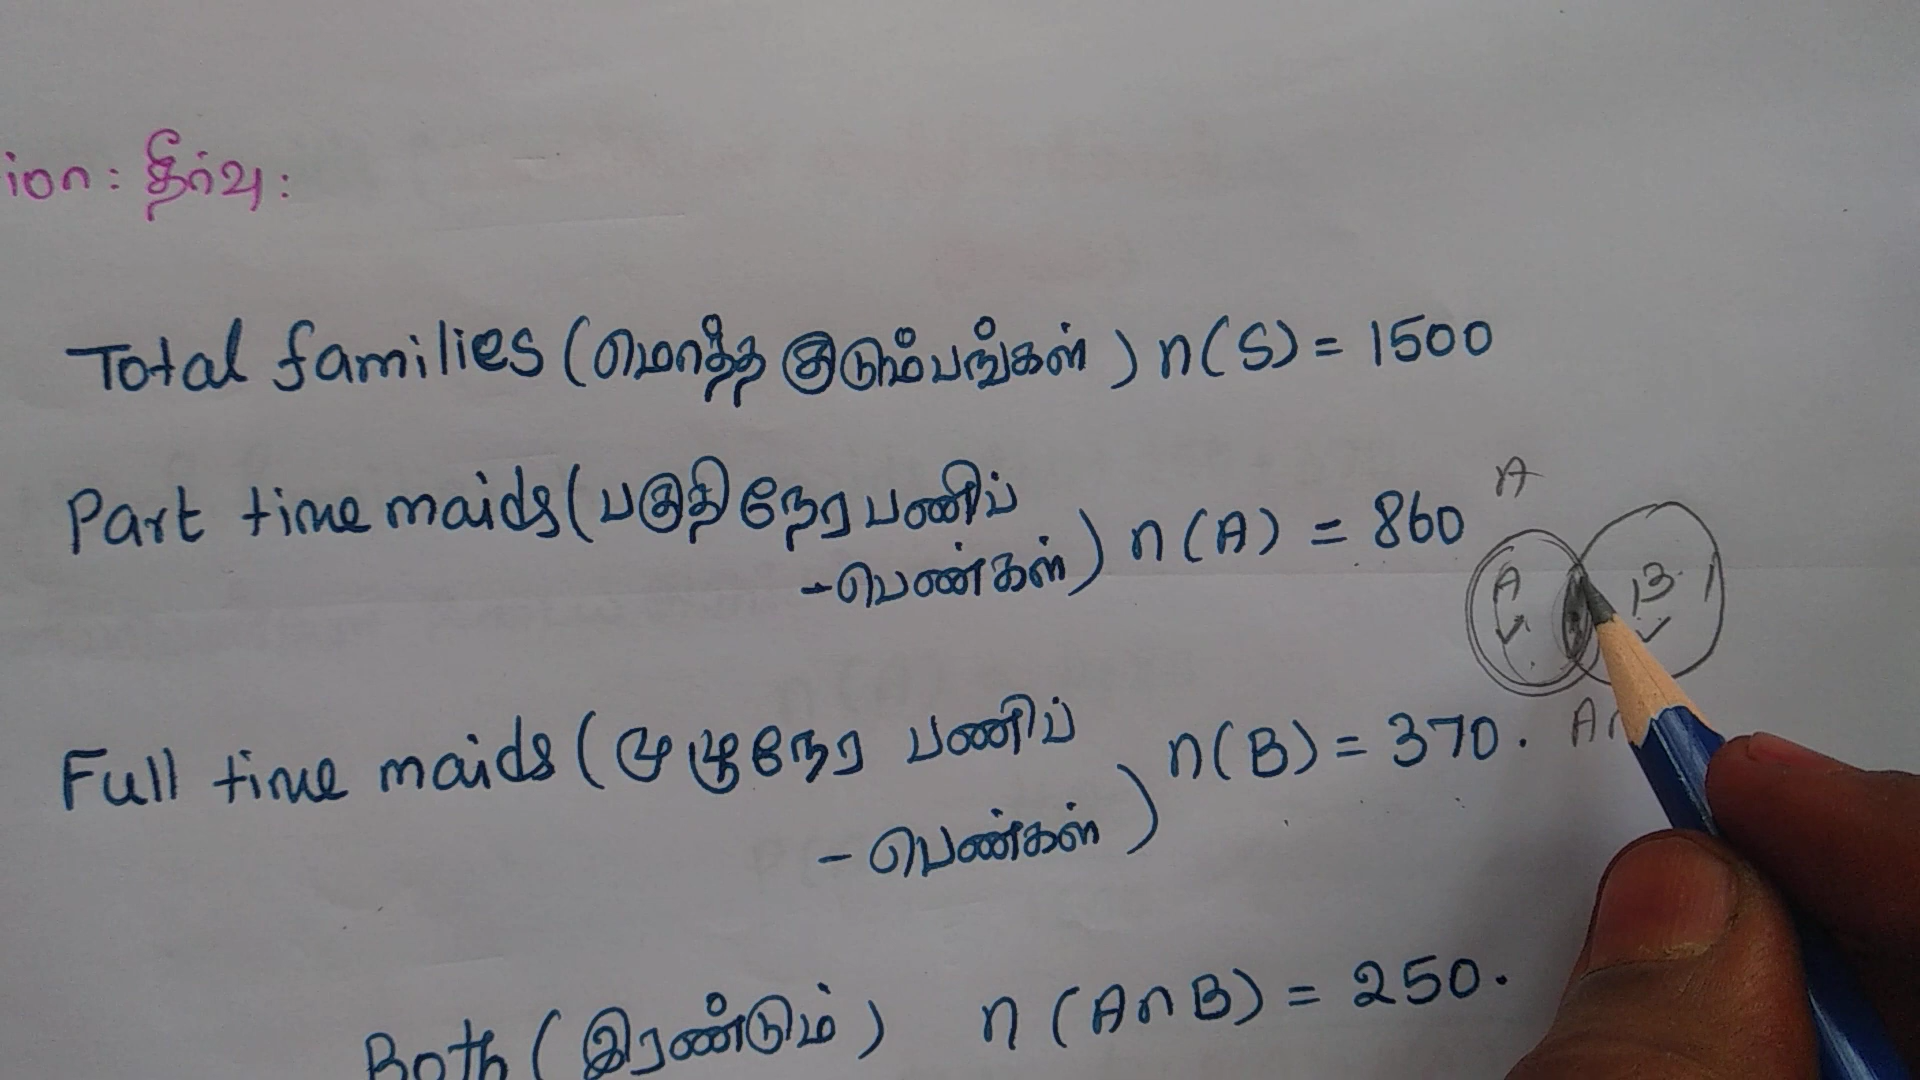 ion: தீர்வு:
Total families (மொத்த குடும்பங்கள்) n(S) = 1500
Part time maids (பகுதி நேர பணிப்
-பெண்கள்) n(A) = 860
A
A B
Full time maids (முழுநேர பணிப்
-பெண்கள்) n(B) = 370.
Both (இரண்டும்) n(A∩B) = 250.